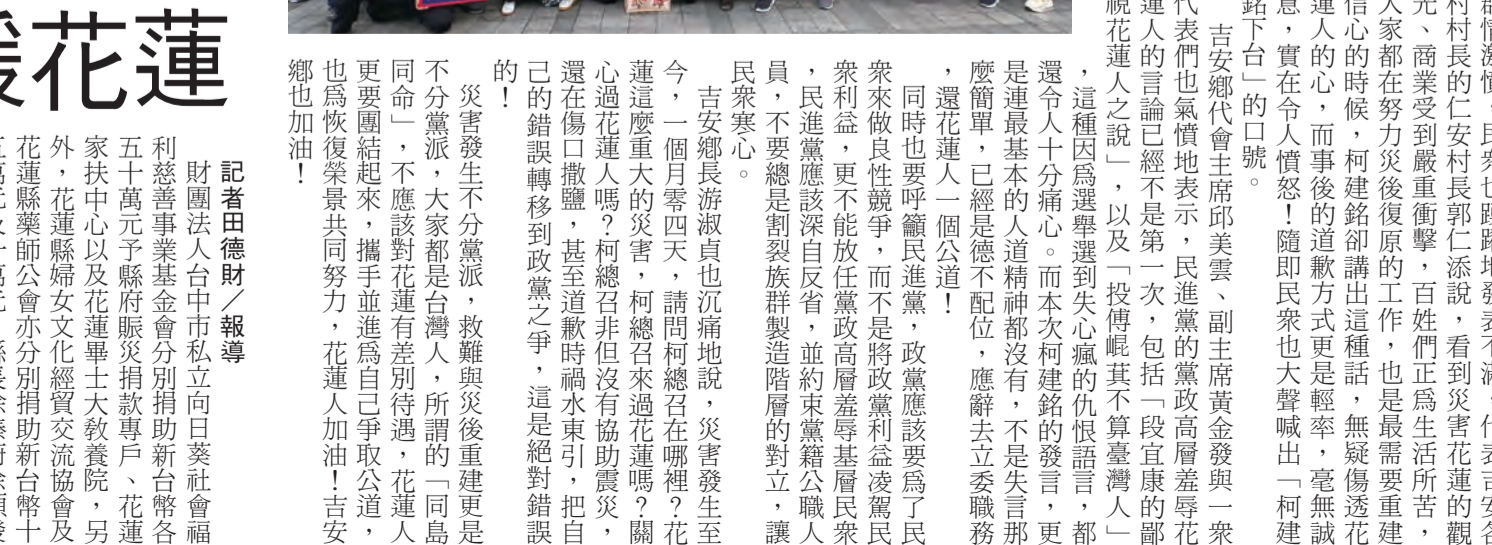 群情激憤，民衆也踴躍地發表不滿，代表吉安各
村村長的仁安村長郭仁添說，看到災害花蓮的觀
光、商業受到嚴重衝擊，百姓們正爲生活所苦，
大家都在努力災後復原的工作，也是最需要重建
信心的時候，柯建銘卻講出這種話，無疑傷透花
蓮人的心，而事後的道歉方式更是輕率，毫無誠
意，實在令人憤怒！隨即民衆也大聲喊出「柯建
銘下台」的口號。
吉安鄉代會主席邱美雲、副主席黃金發與一衆
代表們也氣憤地表示，民進黨的黨政高層羞辱花
蓮人的言論已經不是第一次，包括「段宜康的鄙
視花蓮人之說」，以及「投傅崐萁不算臺灣人」
，這種因爲選舉選到失心瘋的仇恨語言，都
還令人十分痛心。而本次柯建銘的發言，更
是連最基本的人道精神都沒有，不是失言那
麼簡單，已經是德不配位，應辭去立委職務
，還花蓮人一個公道！
同時也要呼籲民進黨，政黨應該要爲了民
衆來做良性競爭，而不是將政黨利益凌駕民
衆利益，更不能放任黨政高層羞辱基層民衆
，民進黨應該深自反省，並約束黨籍公職人
員，不要總是割裂族群製造階層的對立，讓
民衆寒心。
吉安鄉長游淑貞也沉痛地說，災害發生至
今，一個月零四天，請問柯總召在哪裡？花
蓮這麼重大的災害，柯總召來過花蓮嗎？關
心過花蓮人嗎？柯總召非但沒有協助震災，
還在傷口撒鹽，甚至道歉時禍水東引，把自
己的錯誤轉移到政黨之爭，這是絕對錯誤
的！
災害發生不分黨派，救難與災後重建更是
不分黨派，大家都是台灣人，所謂的「同島
同命」，不應該對花蓮有差別待遇，花蓮人
更要團結起來，攜手並進爲自己爭取公道，
也爲恢復榮景共同努力，花蓮人加油！吉安
鄉也加油！
援花蓮
記者田德財／報導
財團法人台中市私立向日葵社會福
利慈善事業基金會分別捐助新台幣各
五十萬元予縣府賑災捐款專戶、花蓮
家扶中心以及花蓮畢士大敎養院，另
外，花蓮縣婦女文化經貿交流協會及
花蓮縣藥師公會亦分別捐助新台幣十